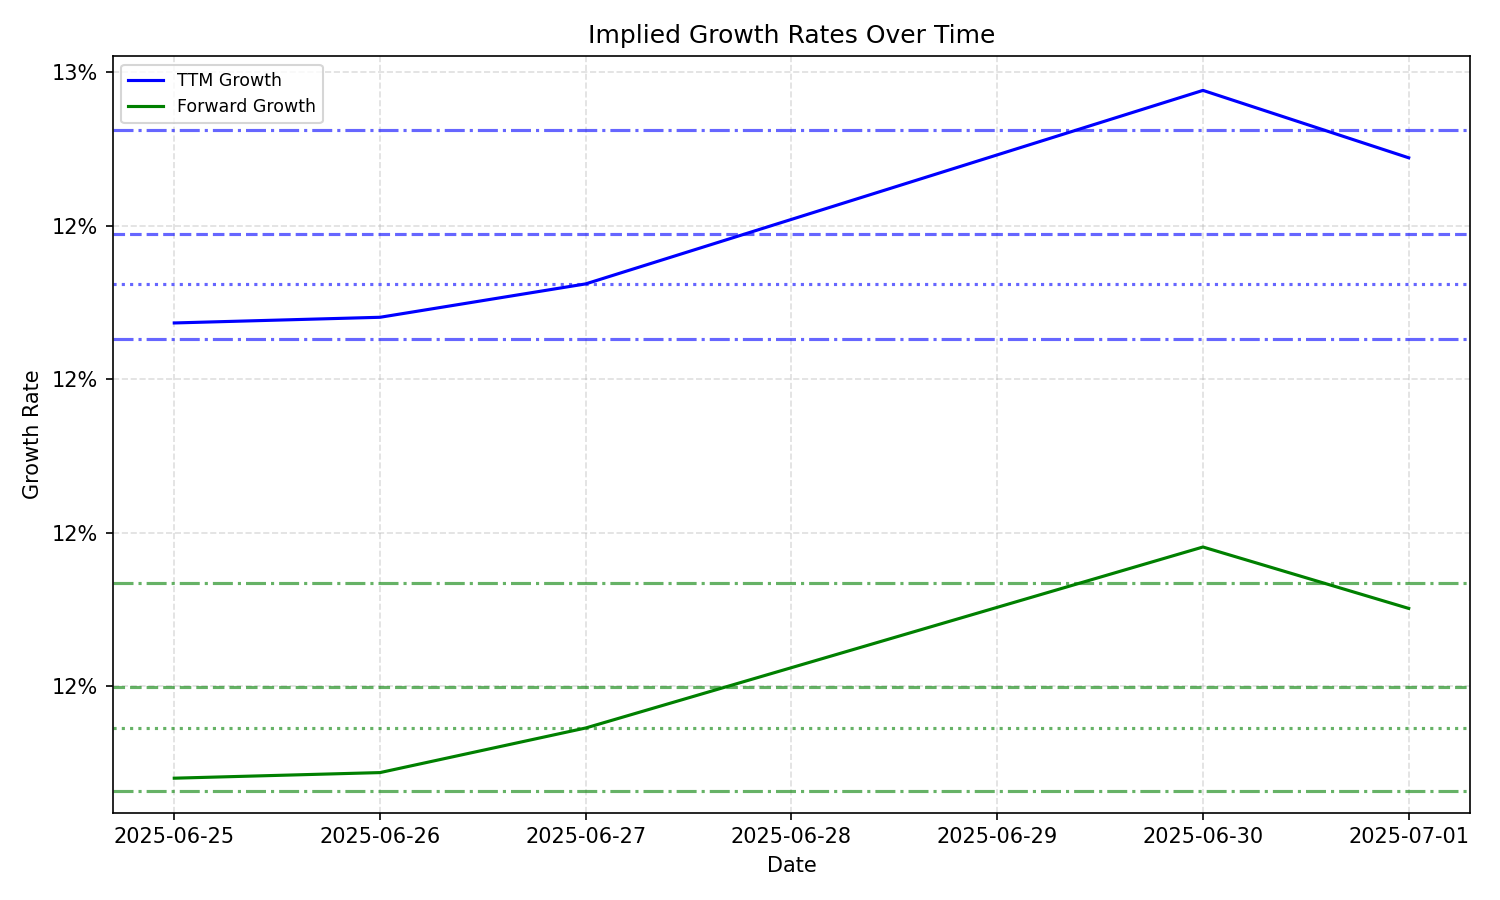 Implied Growth Rates Over Time
TTM Growth
Forward Growth
13%
12%
12%
12%
12%
Growth Rate
2025-06-25
2025-06-26
2025-06-27
2025-06-28
2025-06-29
2025-06-30
2025-07-01
Date